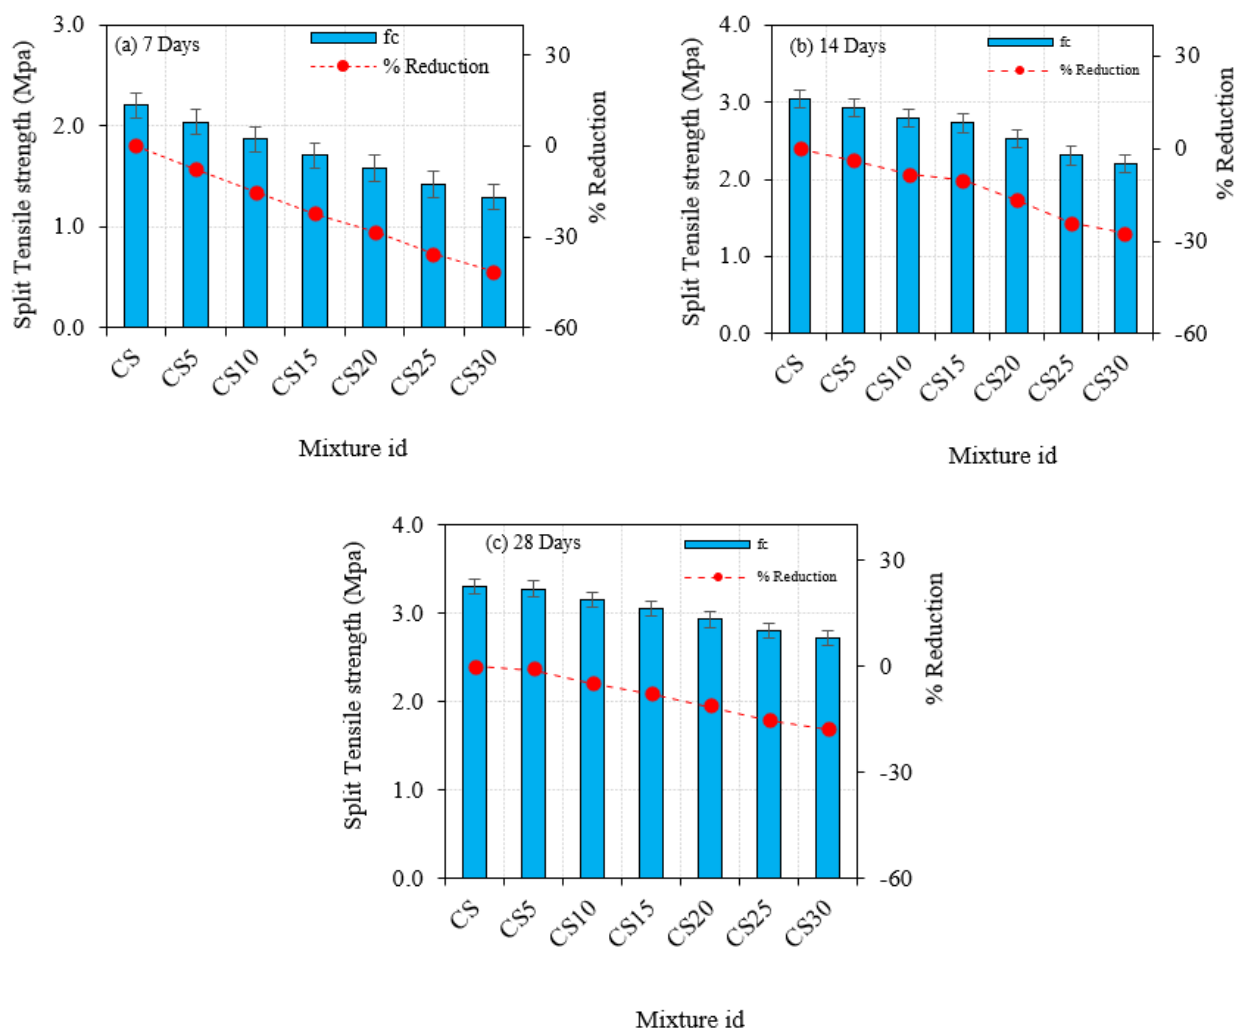 (a) 7 Days
fc
% Reduction
Split Tensile strength (Mpa)
3.0
2.0
1.0
0.0
30
0
-30
-60
% Reduction
CS
CS5
CS10
CS15
CS20
CS25
CS30
Mixture id
(b) 14 Days
fc
% Reduction
Split Tensile strength (Mpa)
4.0
3.0
2.0
1.0
0.0
30
0
-30
-60
% Reduction
CS
CS5
CS10
CS15
CS20
CS25
CS30
Mixture id
(c) 28 Days
fc
% Reduction
Split Tensile strength (Mpa)
4.0
3.0
2.0
1.0
0.0
30
0
-30
-60
% Reduction
CS
CS5
CS10
CS15
CS20
CS25
CS30
Mixture id